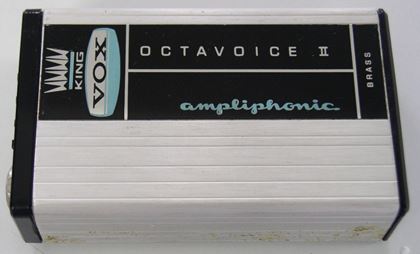 KING
VOX
OCTAVOICE II
ampliphonic
BRASS